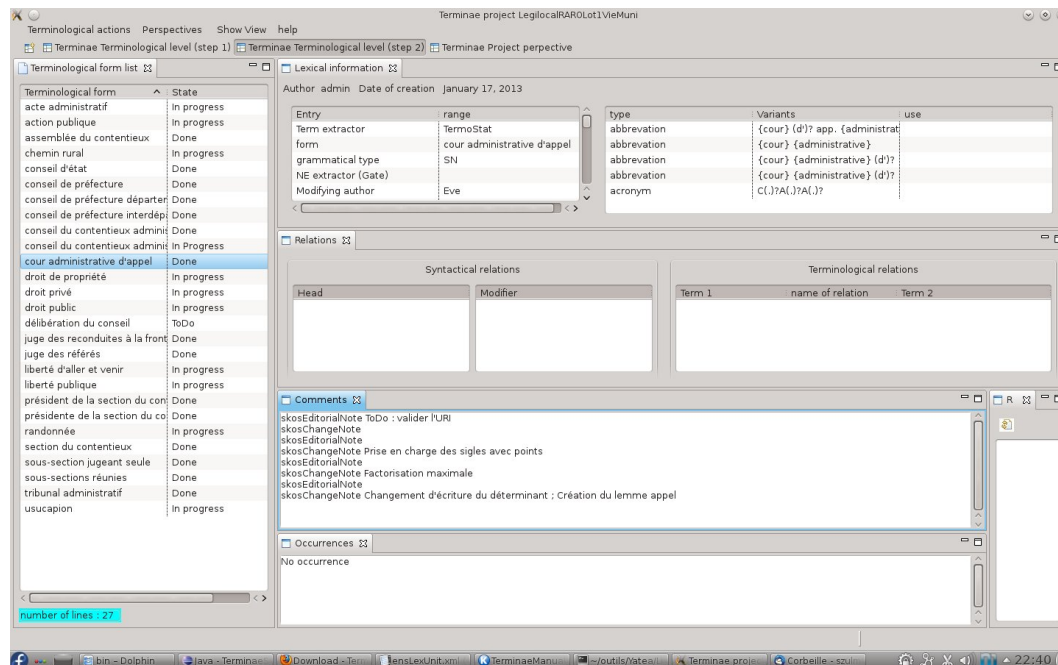 Terminae project LegilocalRAROLot1VieMuni
Terminological actions Perspectives Show View help
Terminae Terminological level (step 1) Terminae Terminological level (step 2) Terminae Project perpective
Terminological form list
Terminological form State
acte administratif In progress
action publique In progress
assemblée du contentieux Done
chemin rural In progress
conseil d'état Done
conseil de préfecture Done
conseil de préfecture départer Done
conseil de préfecture interdép Done
conseil du contentieux adminis Done
conseil du contentieux adminis In Progress
cour administrative d'appel Done
droit de propriété In progress
droit privé In progress
droit public In progress
délibération du conseil ToDo
juge des reconduites à la front Done
juge des référés Done
liberté d'aller et venir In progress
liberté publique In progress
président de la section du con Done
présidente de la section du co Done
randonnée In progress
section du contentieux Done
sous-section jugeant seule Done
sous-sections réunies Done
tribunal administratif Done
usucapion In progress
number of lines : 27
Lexical information
Author admin Date of creation January 17, 2013
Entry range
Term extractor TermoStat
form cour administrative d'appel
grammatical type SN
NE extractor (Gate)
Modifying author Eve
type Variants use
abbrevation {cour} (d')? app. {administrat
abbrevation {cour} {administrative}
abbrevation {cour} {administrative} (d')?
abbrevation {cour} {administrative} (d')?
acronym C(.)?A(.)?A(.)?
Relations
Syntactical relations
Head Modifier
Terminological relations
Term 1 name of relation Term 2
Comments
skosEditorialNote ToDo : valider l'URI
skosChangeNote
skosEditorialNote
skosChangeNote Prise en charge des sigles avec points
skosEditorialNote
skosChangeNote Factorisation maximale
skosEditorialNote
skosChangeNote Changement d'écriture du déterminant ; Création du lemme appel
R
Occurrences
No occurrence
bin – Dolphin Java - Terminae Download - Ter ensLexUnit.xml TerminaeManu ~/outils/Yatea/ Terminae proje Corbeille - szul 22:40